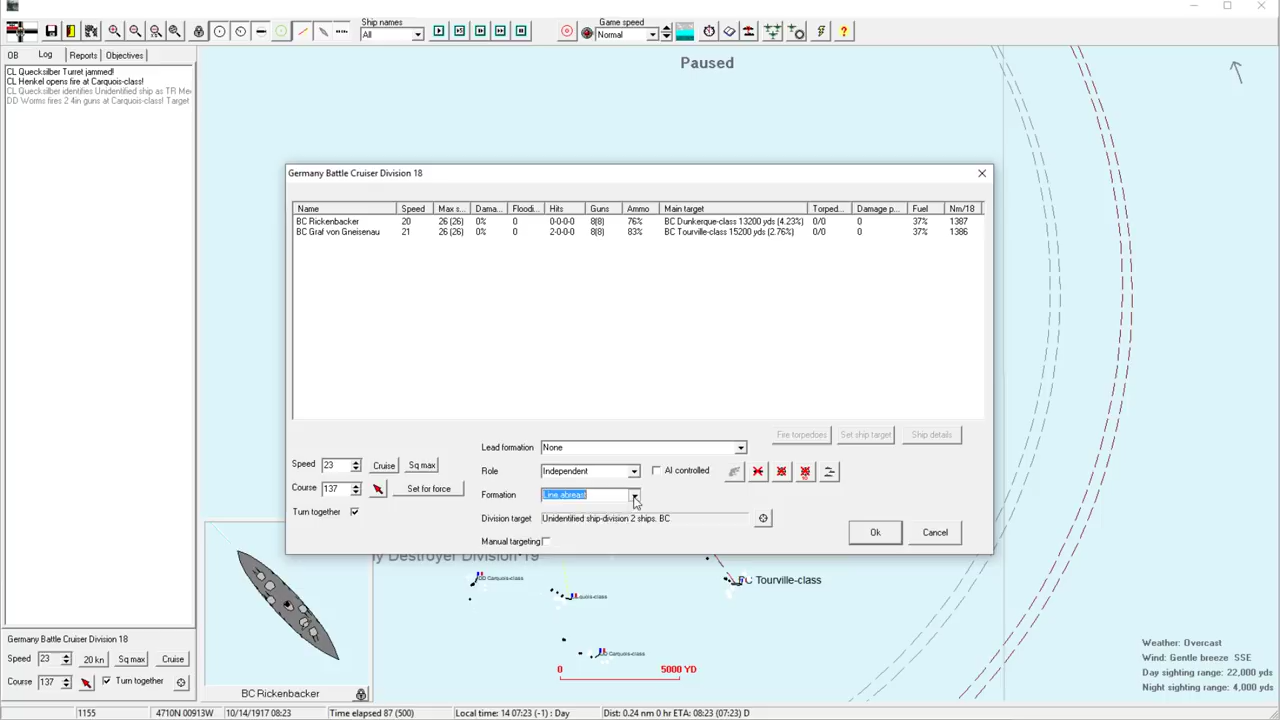 Ship names
All
Game speed
Normal
OB
Log
Reports
Objectives
CL Quecksilber Turret jammed!
CL Henkel opens fire at Carquois-class!
CL Quecksilber identifies Unidentified ship as TR Me
DD Worms fires 2 4in guns at Carquois-class! Target
Paused
Germany Battle Cruiser Division 18
Name Speed Max s... Dama... Floodi... Hits Guns Ammo Main target Torped... Damage p... Fuel Nm/18
BC Rickenbacker 20 26 (26) 0% 0 0-0-0-0 8(8) 76% BC Dunkerque-class 13200 yds (4.23%) 0/0 0 37% 1387
BC Graf von Gneisenau 21 26 (26) 0% 0 2-0-0-0 8(8) 83% BC Tourville-class 15200 yds (2.76%) 0/0 0 37% 1386
Lead formation None
Fire torpedoes Set ship target Ship details
Speed 23 Cruise Sq max
Role Independent AI controlled
Course 137 Set for force
Formation Line abreast
Turn together
Division target Unidentified ship-division 2 ships. BC
Manual targeting
Ok Cancel
y Destroyer Division 19
DD Carquois-class
quois-class
BC Tourville-class
DD Carquois-class
0 5000 YD
Weather: Overcast
Wind: Gentle breeze SSE
Day sighting range: 22,000 yds
Night sighting range: 4,000 yds
Germany Battle Cruiser Division 18
Speed 23 20 kn Sq max Cruise
Course 137 Turn together
BC Rickenbacker
1155 4710N 00913W 10/14/1917 08:23 Time elapsed 87 (500) Local time: 14 07:23 (-1) : Day Dist: 0.24 nm 0 hr ETA: 08:23 (07:23) D